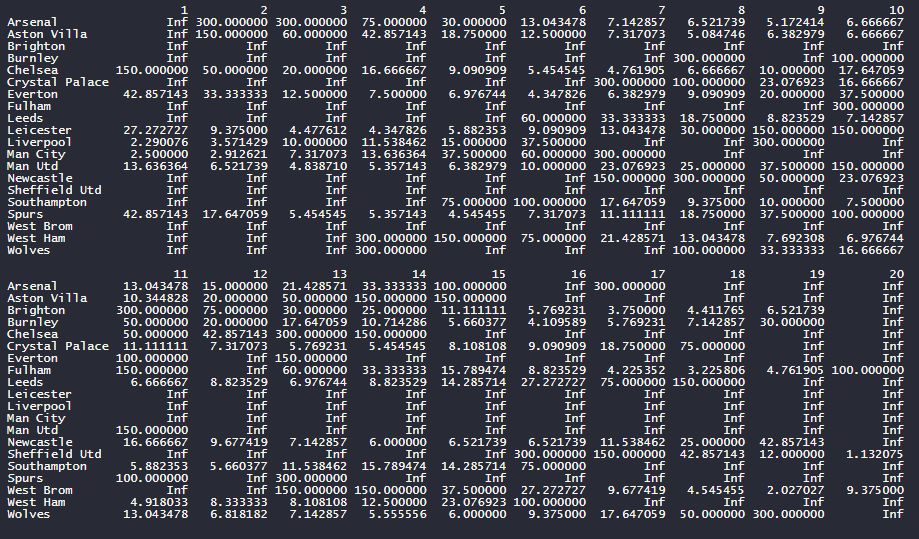 1 2 3 4 5 6 7 8 9 10
Arsenal Inf 300.000000 300.000000 75.000000 30.000000 13.043478 7.142857 6.521739 5.172414 6.666667
Aston Villa Inf 150.000000 60.000000 42.857143 18.750000 12.500000 7.317073 5.084746 6.382979 6.666667
Brighton Inf Inf Inf Inf Inf Inf Inf Inf Inf Inf
Burnley Inf Inf Inf Inf Inf Inf Inf 300.000000 Inf 100.000000
Chelsea 150.000000 50.000000 20.000000 16.666667 9.090909 5.454545 4.761905 6.666667 10.000000 17.647059
Crystal Palace Inf Inf Inf Inf Inf Inf 300.000000 100.000000 23.076923 16.666667
Everton 42.857143 33.333333 12.500000 7.500000 6.976744 4.347826 6.382979 9.090909 20.000000 37.500000
Fulham Inf Inf Inf Inf Inf Inf Inf Inf Inf 300.000000
Leeds Inf Inf Inf Inf Inf 60.000000 33.333333 18.750000 8.823529 7.142857
Leicester 27.272727 9.375000 4.477612 4.347826 5.882353 9.090909 13.043478 30.000000 150.000000 150.000000
Liverpool 2.290076 3.571429 10.000000 11.538462 15.000000 37.500000 Inf Inf 300.000000 Inf
Man City 2.500000 2.912621 7.317073 13.636364 37.500000 60.000000 300.000000 Inf Inf Inf
Man Utd 13.636364 6.521739 4.838710 5.357143 6.382979 10.000000 23.076923 25.000000 37.500000 150.000000
Newcastle Inf Inf Inf Inf Inf Inf 150.000000 300.000000 50.000000 23.076923
Sheffield Utd Inf Inf Inf Inf Inf Inf Inf Inf Inf Inf
Southampton Inf Inf Inf Inf 75.000000 100.000000 17.647059 9.375000 10.000000 7.500000
Spurs 42.857143 17.647059 5.454545 5.357143 4.545455 7.317073 11.111111 18.750000 37.500000 100.000000
West Brom Inf Inf Inf Inf Inf Inf Inf Inf Inf Inf
West Ham Inf Inf Inf 300.000000 150.000000 75.000000 21.428571 13.043478 7.692308 6.976744
Wolves Inf Inf Inf 300.000000 Inf Inf Inf 100.000000 33.333333 16.666667
11 12 13 14 15 16 17 18 19 20
Arsenal 13.043478 15.000000 21.428571 33.333333 100.000000 Inf 300.000000 Inf Inf Inf
Aston Villa 10.344828 20.000000 50.000000 150.000000 150.000000 Inf Inf Inf Inf Inf
Brighton 300.000000 75.000000 30.000000 25.000000 11.111111 5.769231 3.750000 4.411765 6.521739 Inf
Burnley 50.000000 20.000000 17.647059 10.714286 5.660377 4.109589 5.769231 7.142857 30.000000 Inf
Chelsea 50.000000 42.857143 300.000000 150.000000 Inf Inf Inf Inf Inf Inf
Crystal Palace 11.111111 7.317073 5.769231 5.454545 8.108108 9.090909 18.750000 75.000000 Inf Inf
Everton 100.000000 Inf 150.000000 Inf Inf Inf Inf Inf Inf Inf
Fulham 150.000000 Inf 60.000000 33.333333 15.789474 8.823529 4.225352 3.225806 4.761905 100.000000
Leeds 6.666667 8.823529 6.976744 8.823529 14.285714 27.272727 75.000000 150.000000 Inf Inf
Leicester Inf Inf Inf Inf Inf Inf Inf Inf Inf Inf
Liverpool Inf Inf Inf Inf Inf Inf Inf Inf Inf Inf
Man City Inf Inf Inf Inf Inf Inf Inf Inf Inf Inf
Man Utd 150.000000 Inf Inf Inf Inf Inf Inf Inf Inf Inf
Newcastle 16.666667 9.677419 7.142857 6.000000 6.521739 6.521739 11.538462 25.000000 42.857143 Inf
Sheffield Utd Inf Inf Inf Inf Inf 300.000000 150.000000 42.857143 12.000000 1.132075
Southampton 5.882353 5.660377 11.538462 15.789474 14.285714 75.000000 Inf Inf Inf Inf
Spurs 100.000000 Inf 300.000000 Inf Inf Inf Inf Inf Inf Inf
West Brom Inf Inf 150.000000 150.000000 37.500000 27.272727 9.677419 4.545455 2.027027 9.375000
West Ham 4.918033 8.333333 8.108108 12.500000 23.076923 100.000000 Inf Inf Inf Inf
Wolves 13.043478 6.818182 7.142857 5.555556 6.000000 9.375000 17.647059 50.000000 300.000000 Inf